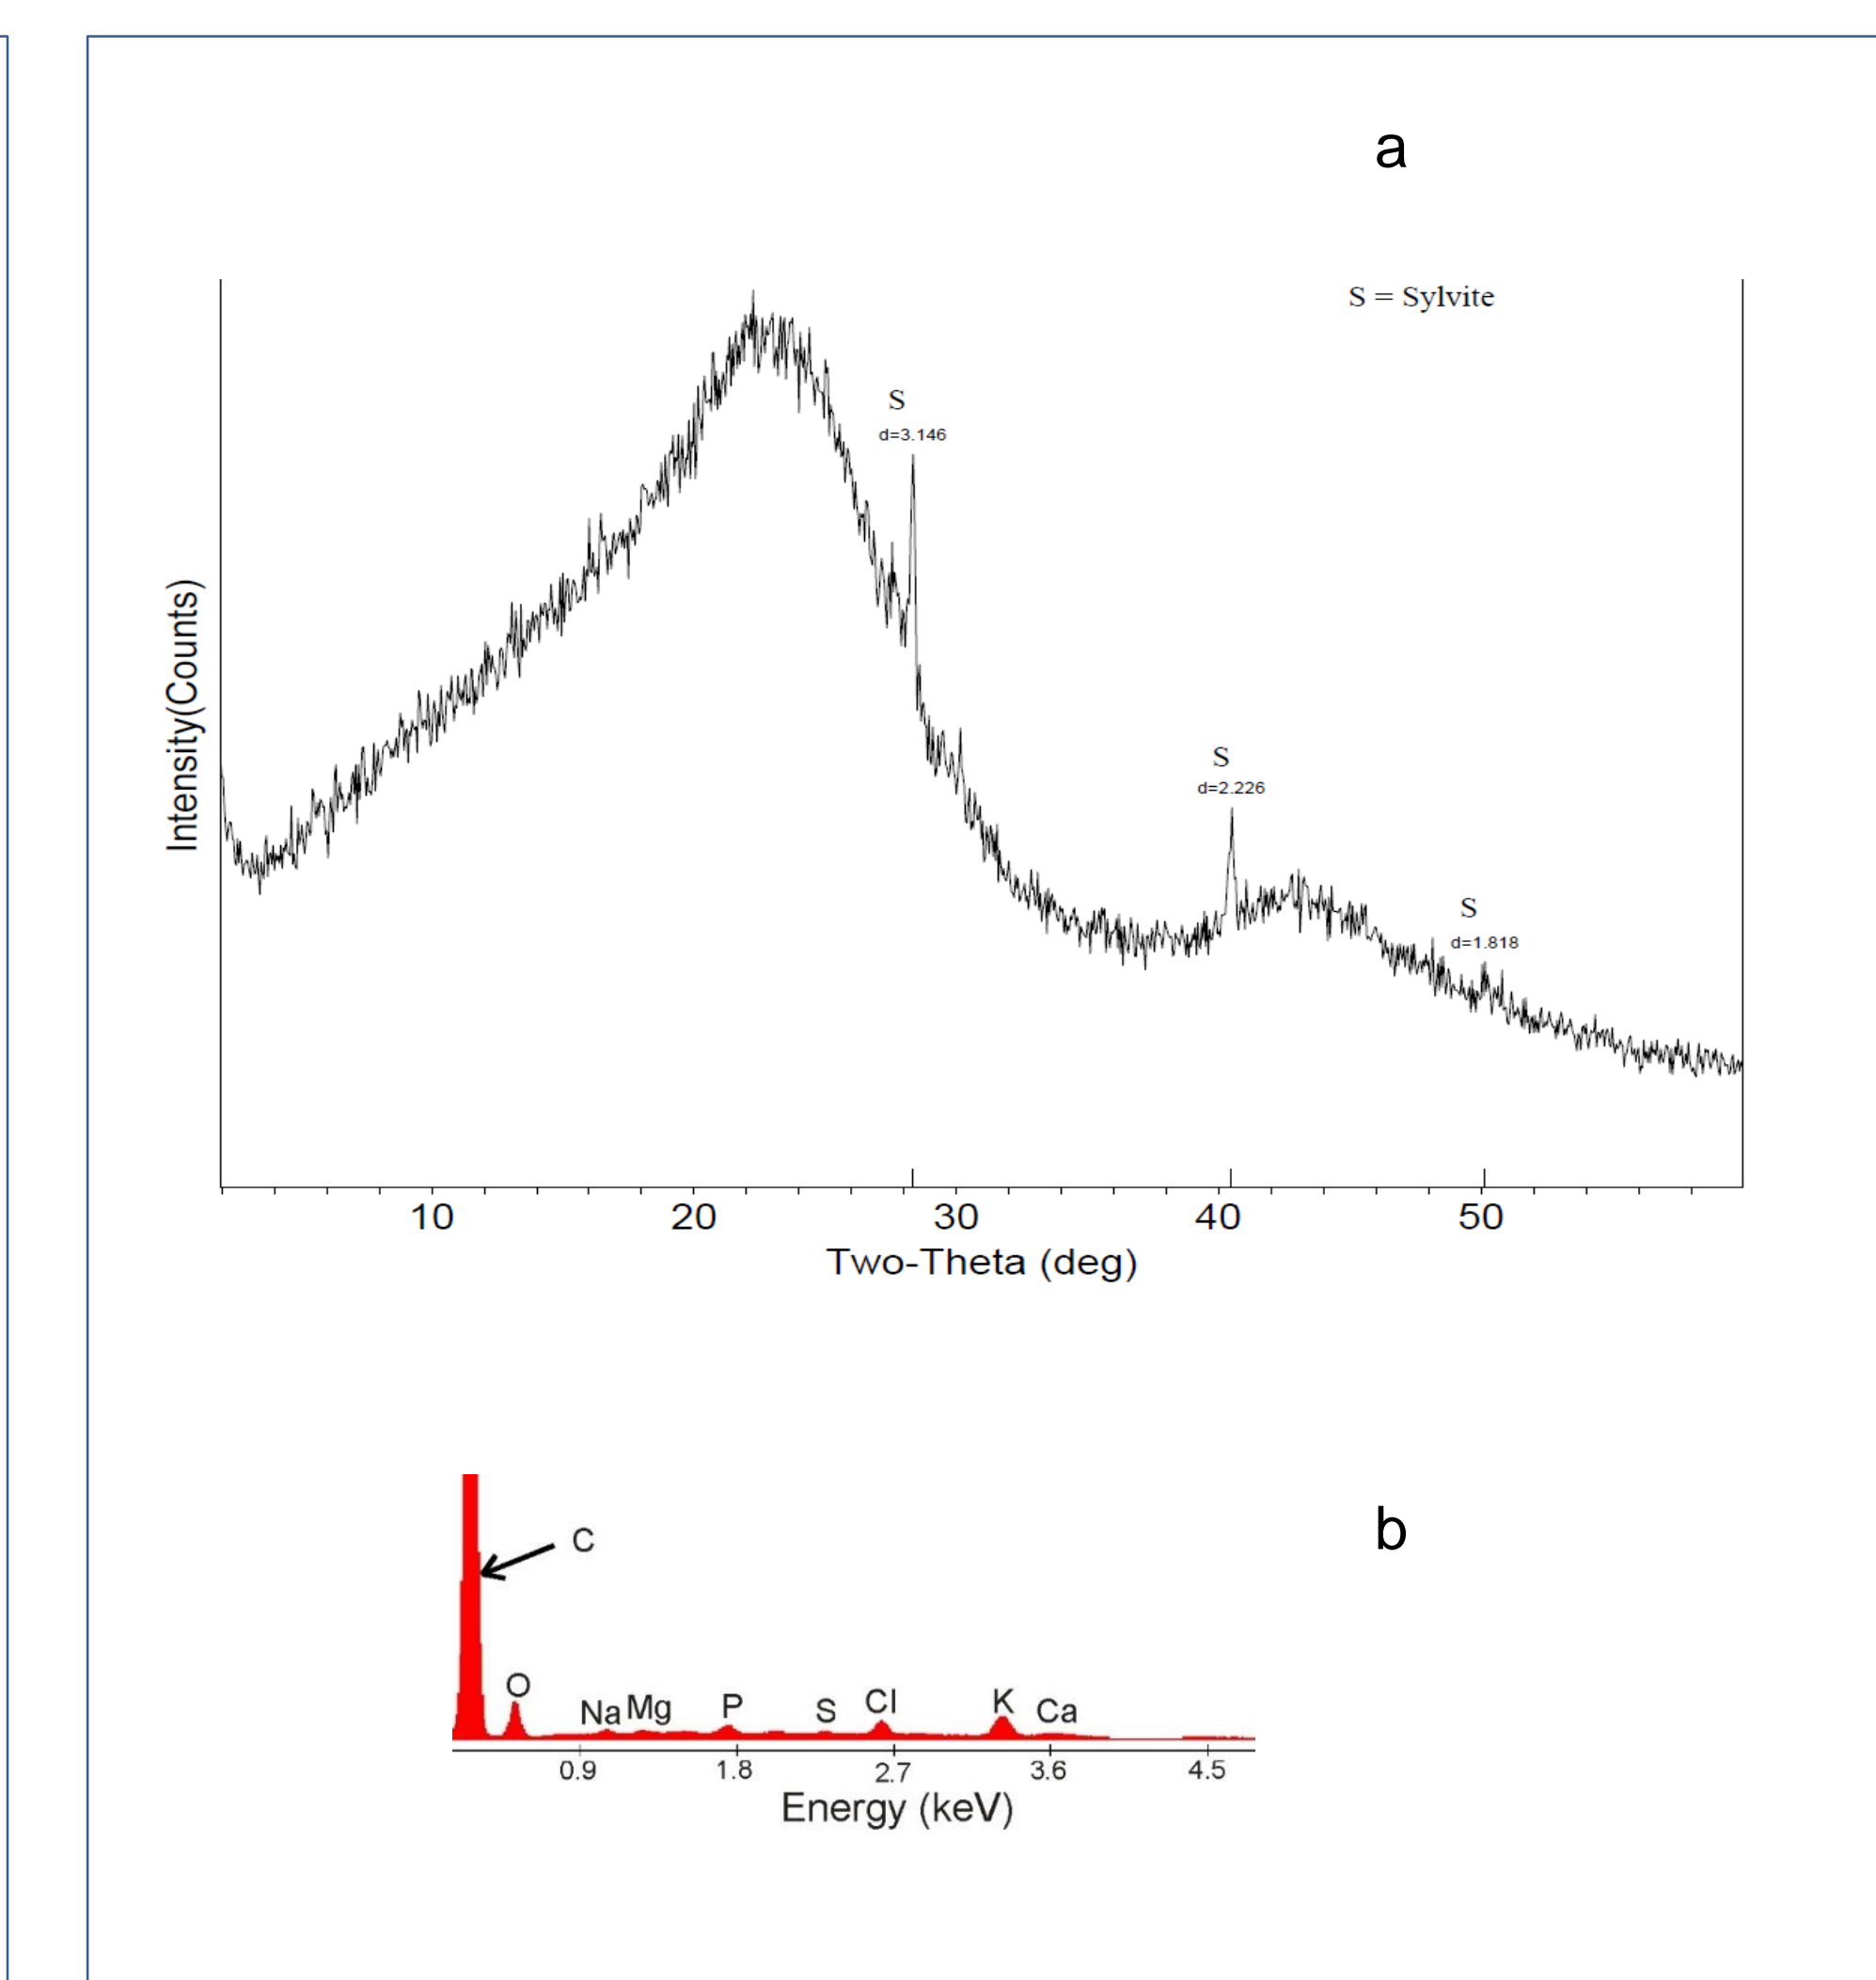 a
S = Sylvite
S
d=3.146
S
d=2.226
S
d=1.818
Intensity(Counts)
10 20 30 40 50
Two-Theta (deg)
b
C
O Na Mg P S Cl K Ca
0.9 1.8 2.7 3.6 4.5
Energy (keV)